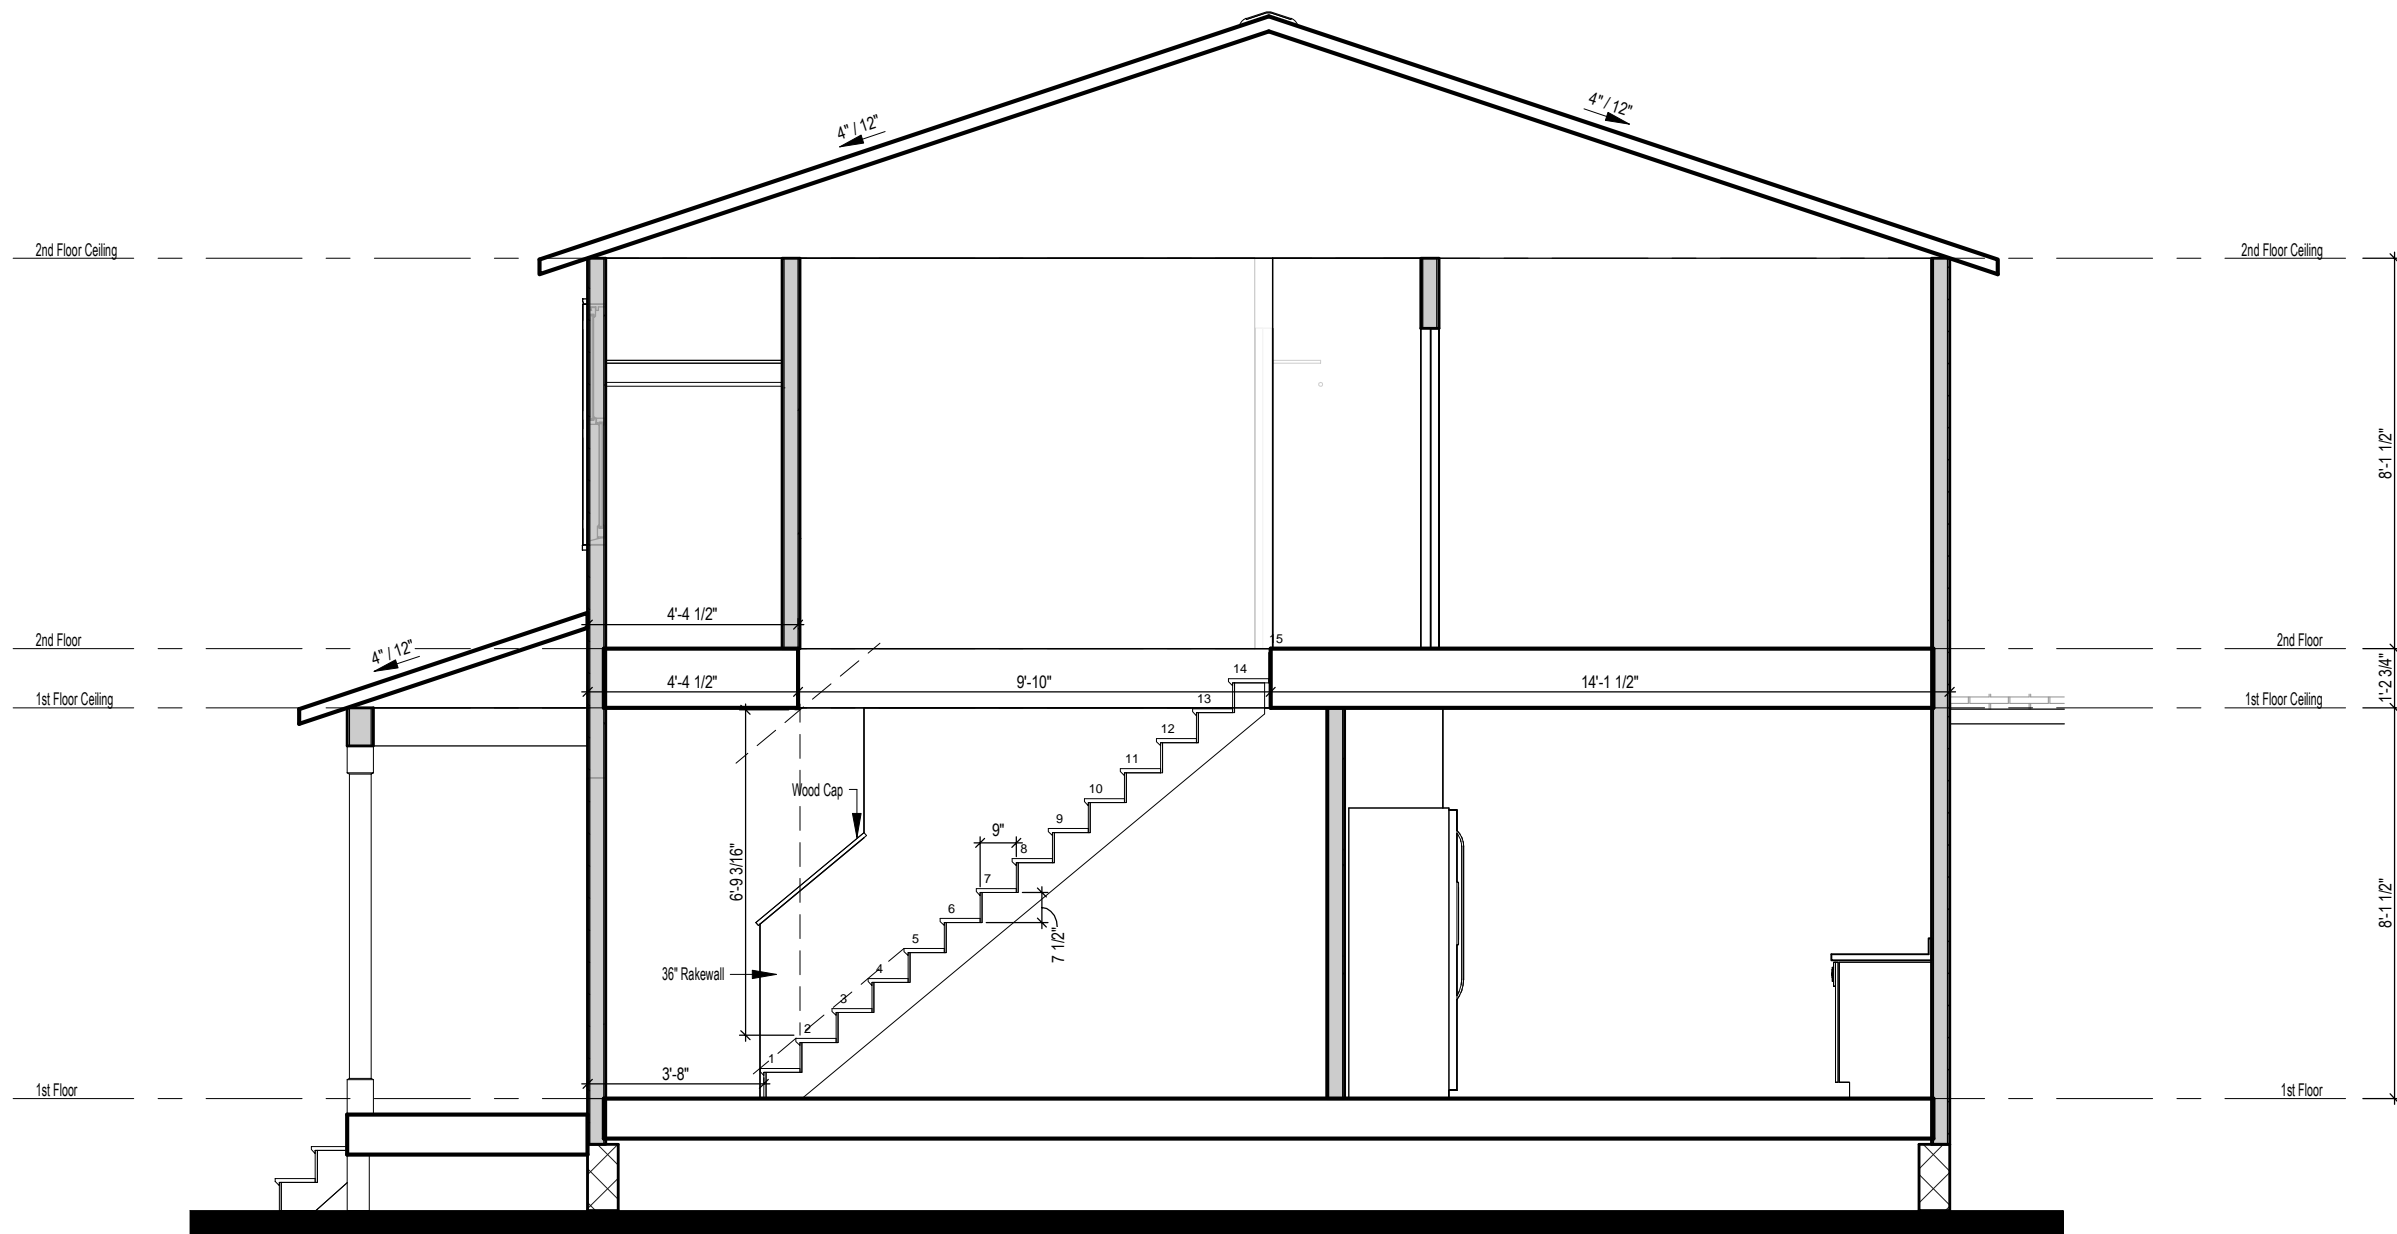 4" / 12"
4" / 12"
2nd Floor Ceiling
2nd Floor Ceiling
8'-1 1/2"
4'-4 1/2"
4" / 12"
2nd Floor
15
2nd Floor
1'-2 3/4"
14
4'-4 1/2"
9'-10"
14'-1 1/2"
1st Floor Ceiling
13
1st Floor Ceiling
12
11
Wood Cap
10
9
9"
8
6'-9 3/16"
7
8'-1 1/2"
6
5
7 1/2"
36" Rakewall
4
3
2
1
3'-8"
1st Floor
1st Floor